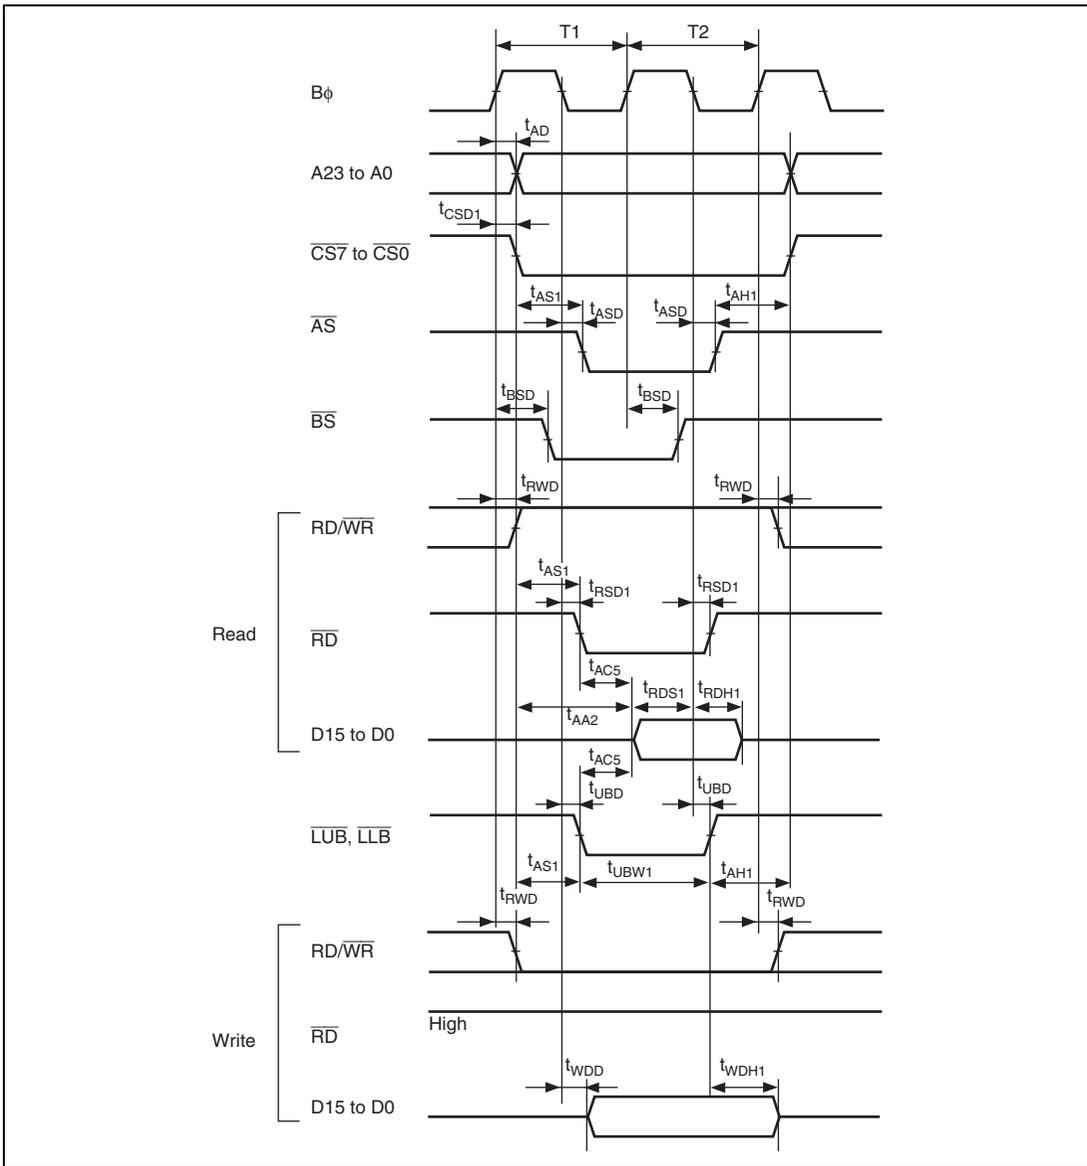 T1 T2
Bϕ
tAD
A23 to A0
tCSD1
CS7 to CS0
tAS1 tASD tASD tAH1
AS
tBSD tBSD
BS
tRWD tRWD
RD/WR
tAS1 tRSD1 tRSD1
Read
RD
tAC5
tRDS1 tRDH1
tAA2
D15 to D0
tAC5
tUBD tUBD
LUB, LLB
tAS1 tUBW1 tAH1
tRWD tRWD
RD/WR
High
Write
RD
tWDD tWDH1
D15 to D0